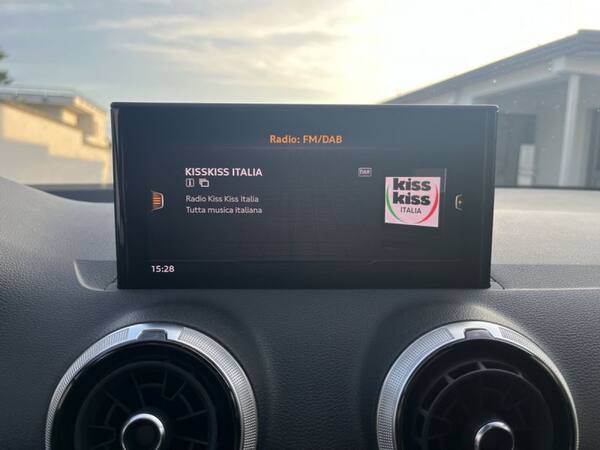 Radio: FM/DAB
KISSKISS ITALIA
DAB
Radio Kiss Kiss Italia
Tutta musica italiana
kiss
kiss
ITALIA
15:28